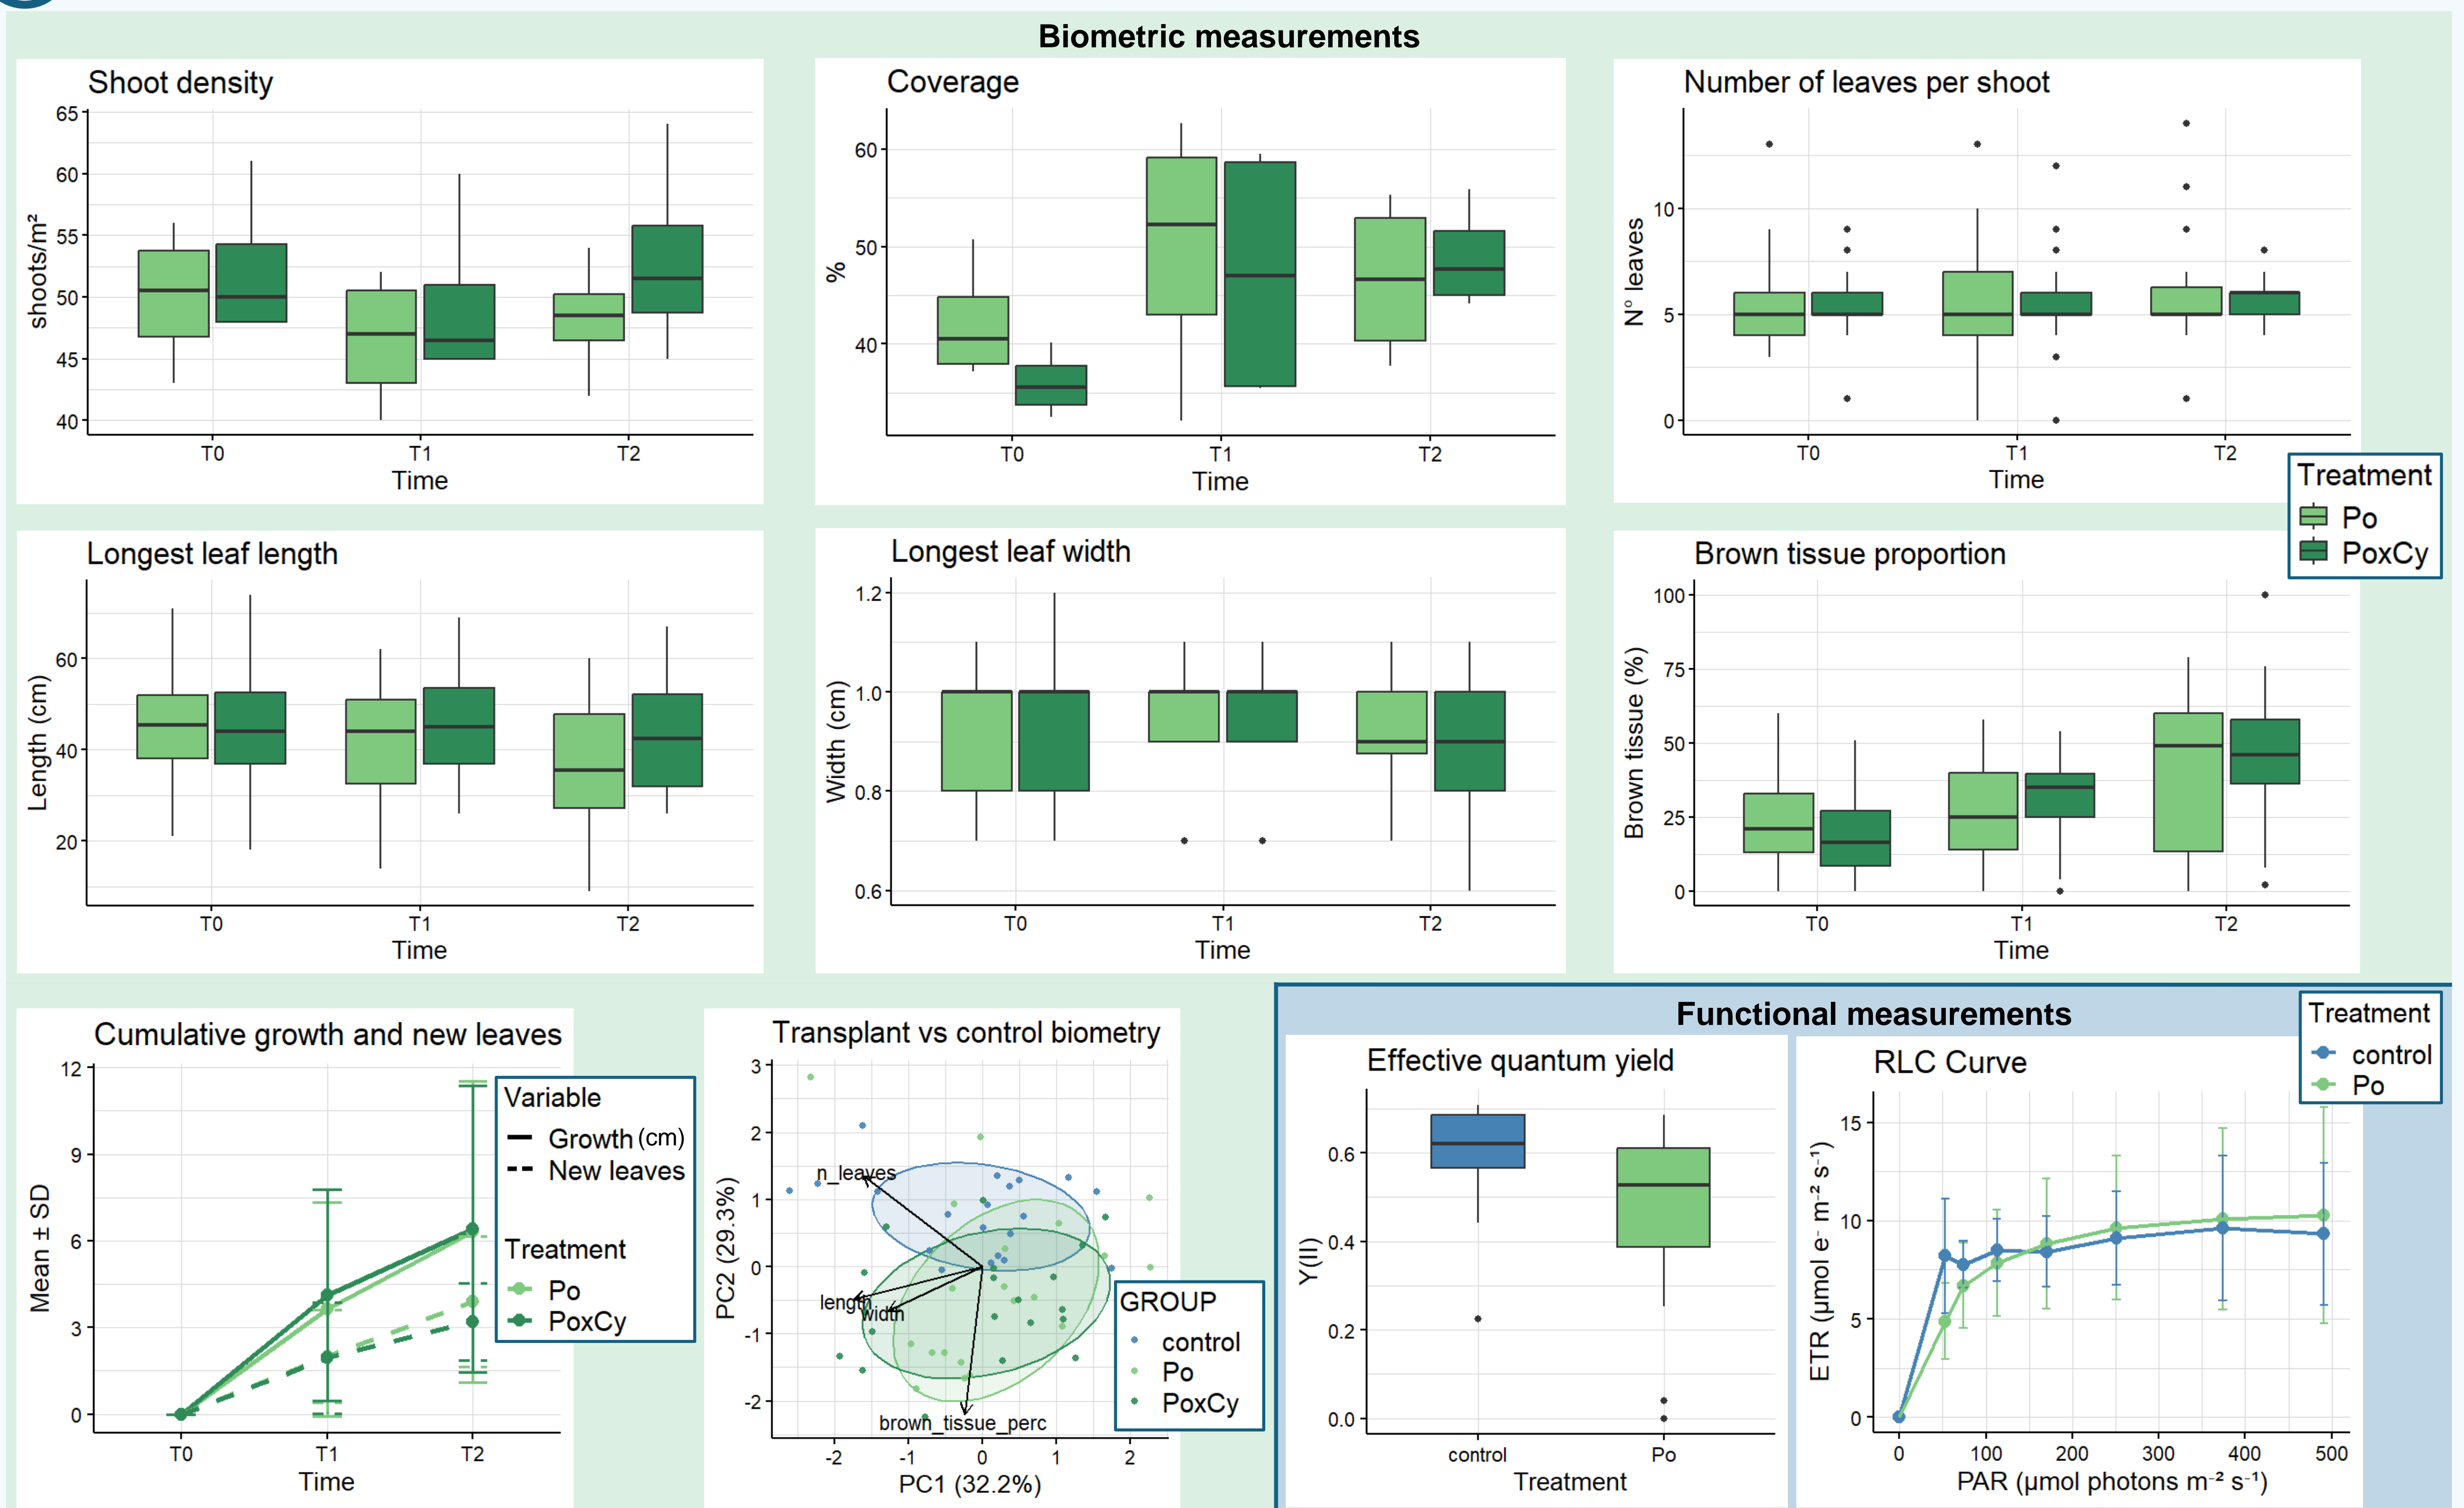 Biometric measurements
Shoot density
65
60
55
50
45
40
shoots/m²
T0
T1
T2
Time
Coverage
60
50
40
%
T0
T1
T2
Time
Number of leaves per shoot
10
5
0
N° leaves
T0
T1
T2
Time
Treatment
Po
PoxCy
Longest leaf length
60
40
20
Length (cm)
T0
T1
T2
Time
Longest leaf width
1.2
1.0
0.8
0.6
Width (cm)
T0
T1
T2
Time
Brown tissue proportion
100
75
50
25
0
Brown tissue (%)
T0
T1
T2
Time
Cumulative growth and new leaves
12
9
6
3
0
Mean ± SD
T0
T1
T2
Time
Variable
Growth (cm)
New leaves
Treatment
Po
PoxCy
Transplant vs control biometry
3
2
1
0
-1
-2
PC2 (29.3%)
n_leaves
length
width
brown_tissue_perc
-2
-1
0
1
2
PC1 (32.2%)
GROUP
control
Po
PoxCy
Functional measurements
Effective quantum yield
0.6
0.4
0.2
0.0
Y(II)
control
Po
Treatment
Treatment
control
Po
RLC Curve
15
10
5
0
ETR (µmol e⁻ m⁻² s⁻¹)
0
100
200
300
400
500
PAR (µmol photons m⁻² s⁻¹)